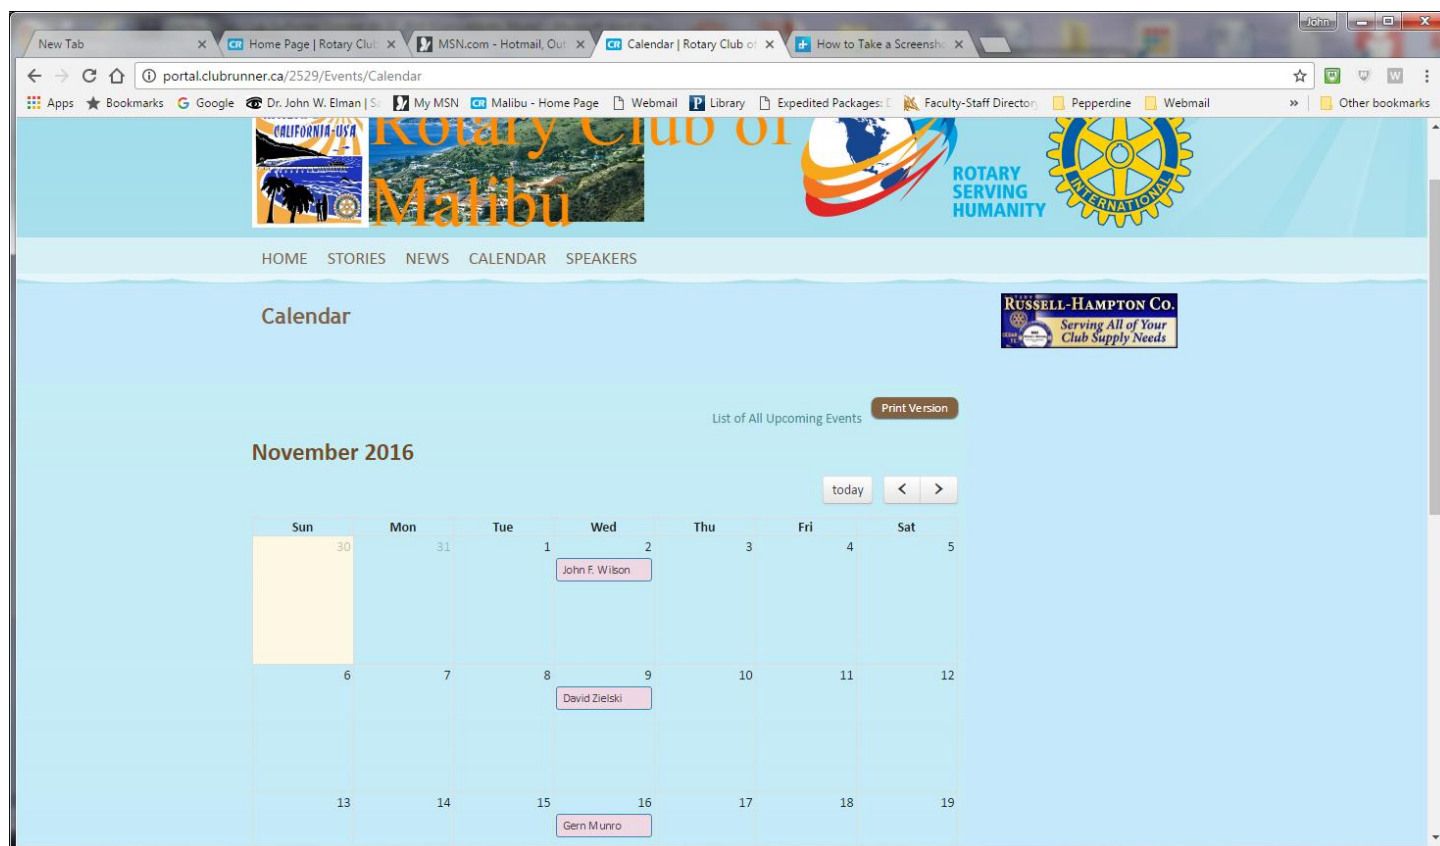 John
New Tab
Home Page | Rotary Clu
MSN.com - Hotmail, Out
Calendar | Rotary Club of
How to Take a Screensho
portal.clubrunner.ca/2529/Events/Calendar
W
Apps Bookmarks Google Dr. John W. Elman | S My MSN Malibu - Home Page Webmail Library Expedited Packages: Faculty-Staff Director Pepperdine Webmail » Other bookmarks
CALIFORNIA-USA
Rotary Club of
Malibu
ROTARY
SERVING
HUMANITY
INTERNATIONAL
HOME STORIES NEWS CALENDAR SPEAKERS
Calendar
RUSSELL-HAMPTON CO.
Serving All of Your
Club Supply Needs
List of All Upcoming Events
Print Version
November 2016
today
Sun Mon Tue Wed Thu Fri Sat
30 31 1 2 3 4 5
John F. Wilson
6 7 8 9 10 11 12
David Zielski
13 14 15 16 17 18 19
Gern Munro